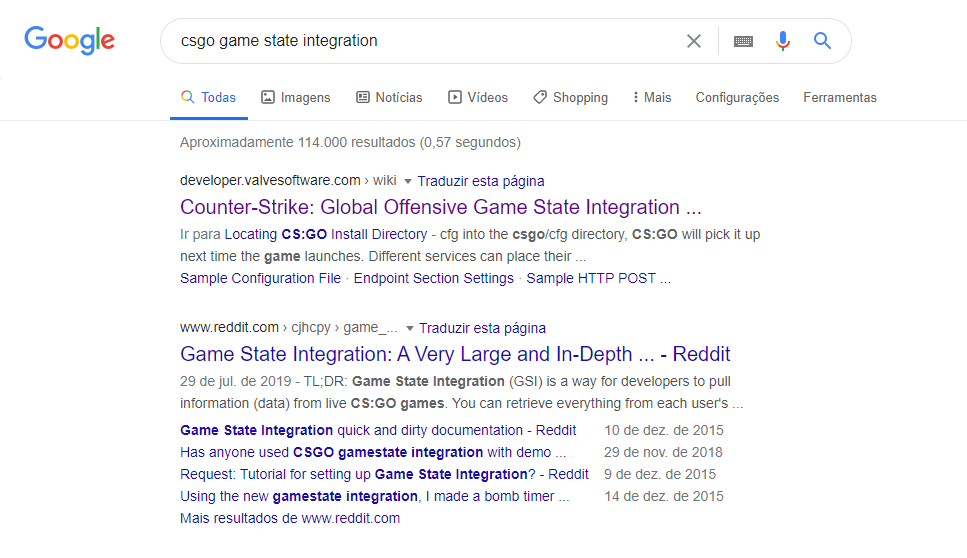 Google
csgo game state integration
Todas Imagens Notícias Vídeos Shopping Mais Configurações Ferramentas
Aproximadamente 114.000 resultados (0,57 segundos)
developer.valvesoftware.com › wiki Traduzir esta página
Counter-Strike: Global Offensive Game State Integration ...
Ir para Locating CS:GO Install Directory - cfg into the csgo/cfg directory, CS:GO will pick it up
next time the game launches. Different services can place their ...
Sample Configuration File · Endpoint Section Settings · Sample HTTP POST ...
www.reddit.com › cjhcpy › game_... Traduzir esta página
Game State Integration: A Very Large and In-Depth ... - Reddit
29 de jul. de 2019 - TL;DR: Game State Integration (GSI) is a way for developers to pull
information (data) from live CS:GO games. You can retrieve everything from each user's ...
Game State Integration quick and dirty documentation - Reddit 10 de dez. de 2015
Has anyone used CSGO gamestate integration with demo ... 29 de nov. de 2018
Request: Tutorial for setting up Game State Integration? - Reddit 9 de dez. de 2015
Using the new gamestate integration, I made a bomb timer ... 14 de dez. de 2015
Mais resultados de www.reddit.com